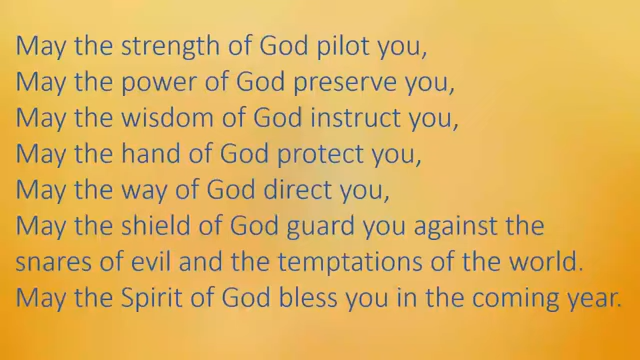 May the strength of God pilot you,
May the power of God preserve you,
May the wisdom of God instruct you,
May the hand of God protect you,
May the way of God direct you,
May the shield of God guard you against the
snares of evil and the temptations of the world.
May the Spirit of God bless you in the coming year.